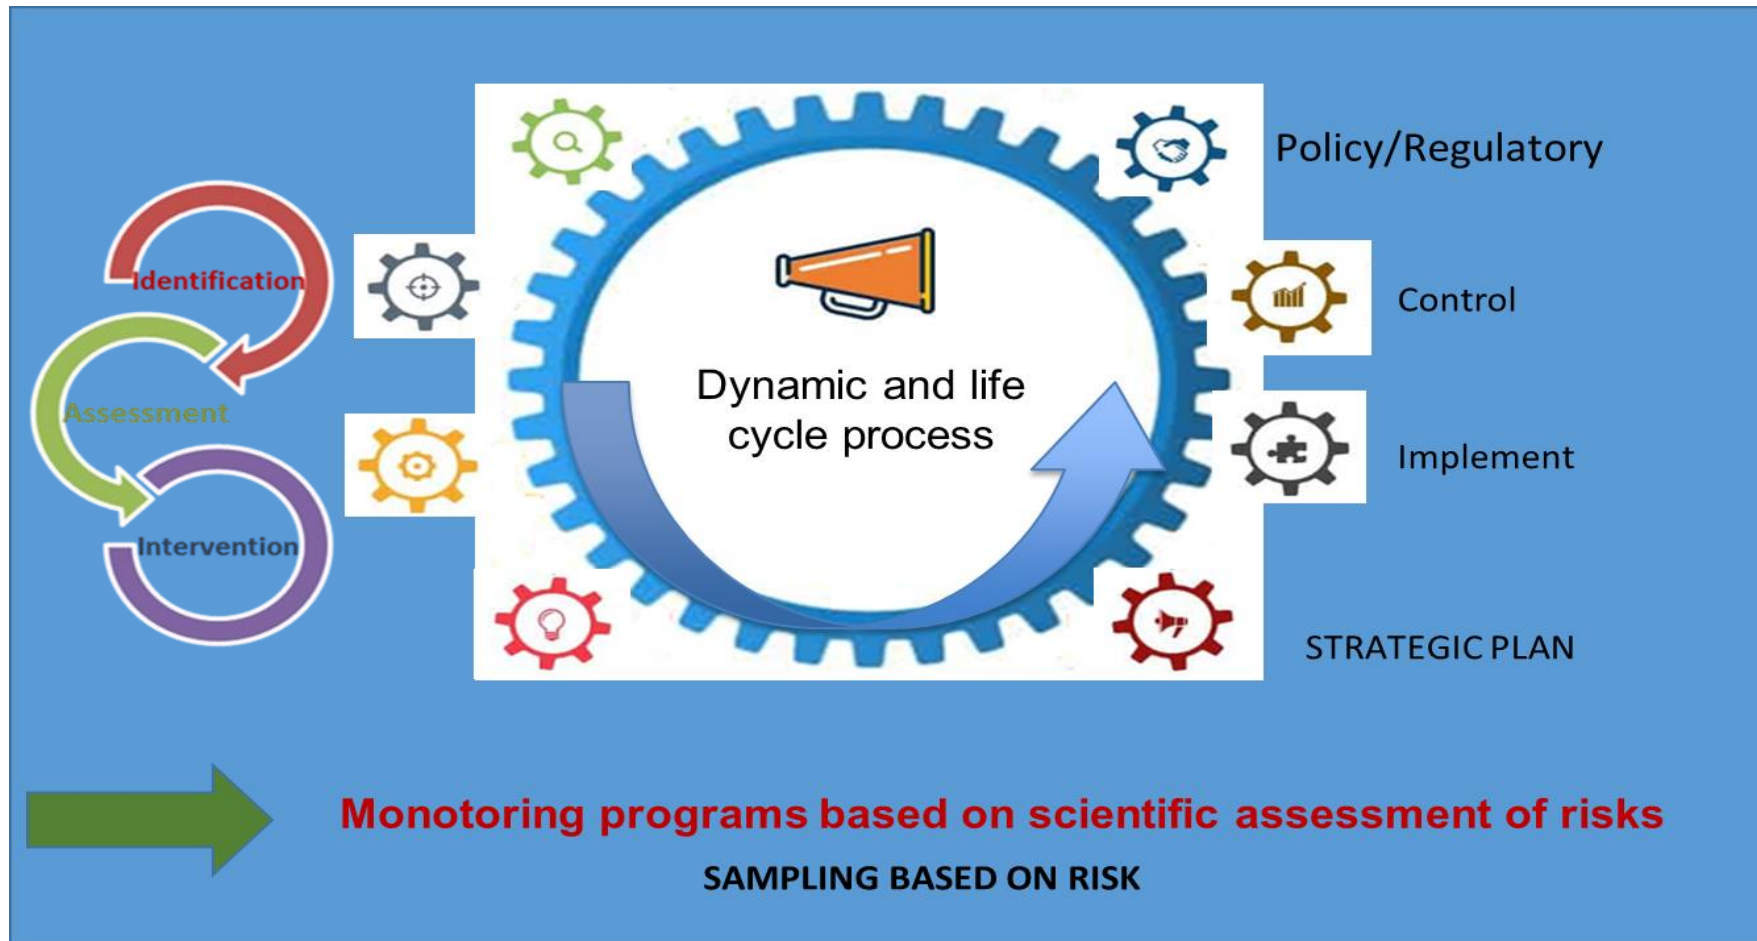 Policy/Regulatory
Identification
Control
Dynamic and life
cycle process
Assessment
Implement
Intervention
STRATEGIC PLAN
Monotoring programs based on scientific assessment of risks
SAMPLING BASED ON RISK